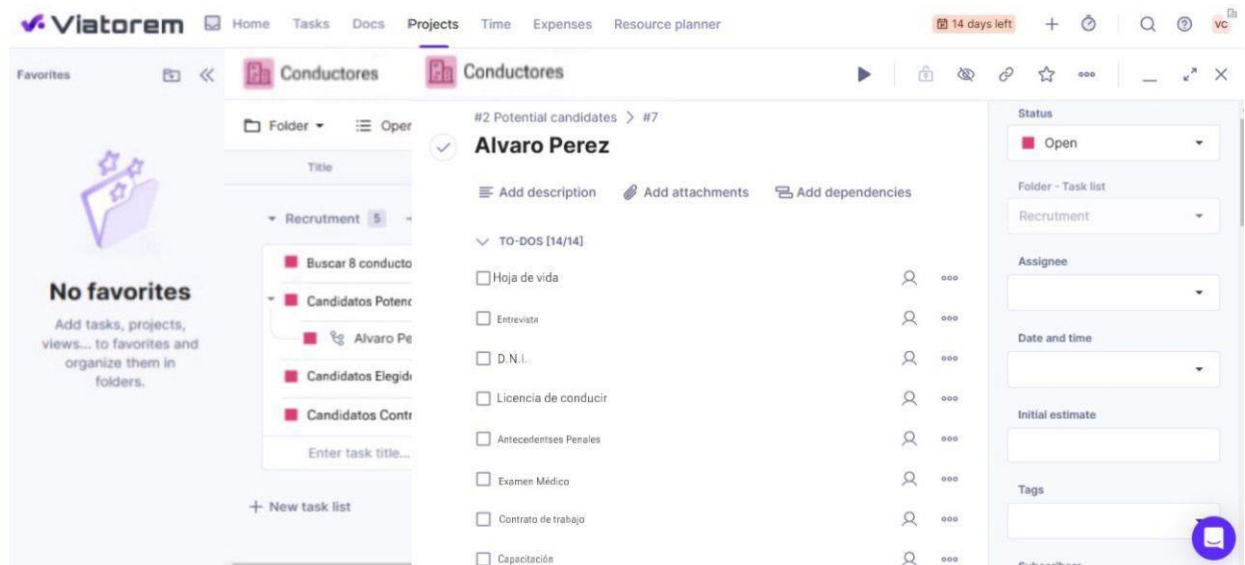 Viatorem Home Tasks Docs Projects Time Expenses Resource planner 14 days left VC
Favorites
No favorites
Add tasks, projects,
views... to favorites and
organize them in
folders.
Conductores
Folder Oper
Title
Recrutment 5
Buscar 8 conducto
Candidatos Potenc
Alvaro Pe
Candidatos Elegid
Candidatos Contr
Enter task title...
+ New task list
Conductores
#2 Potential candidates > #7
Alvaro Perez
Add description Add attachments Add dependencies
TO-DOS [14/14]
Hoja de vida
Entrevista
D.N.I.
Licencia de conducir
Antecedentses Penales
Examen Médico
Contrato de trabajo
Capacitación
Status
Open
Folder - Task list
Recrutment
Assignee
Date and time
Initial estimate
Tags